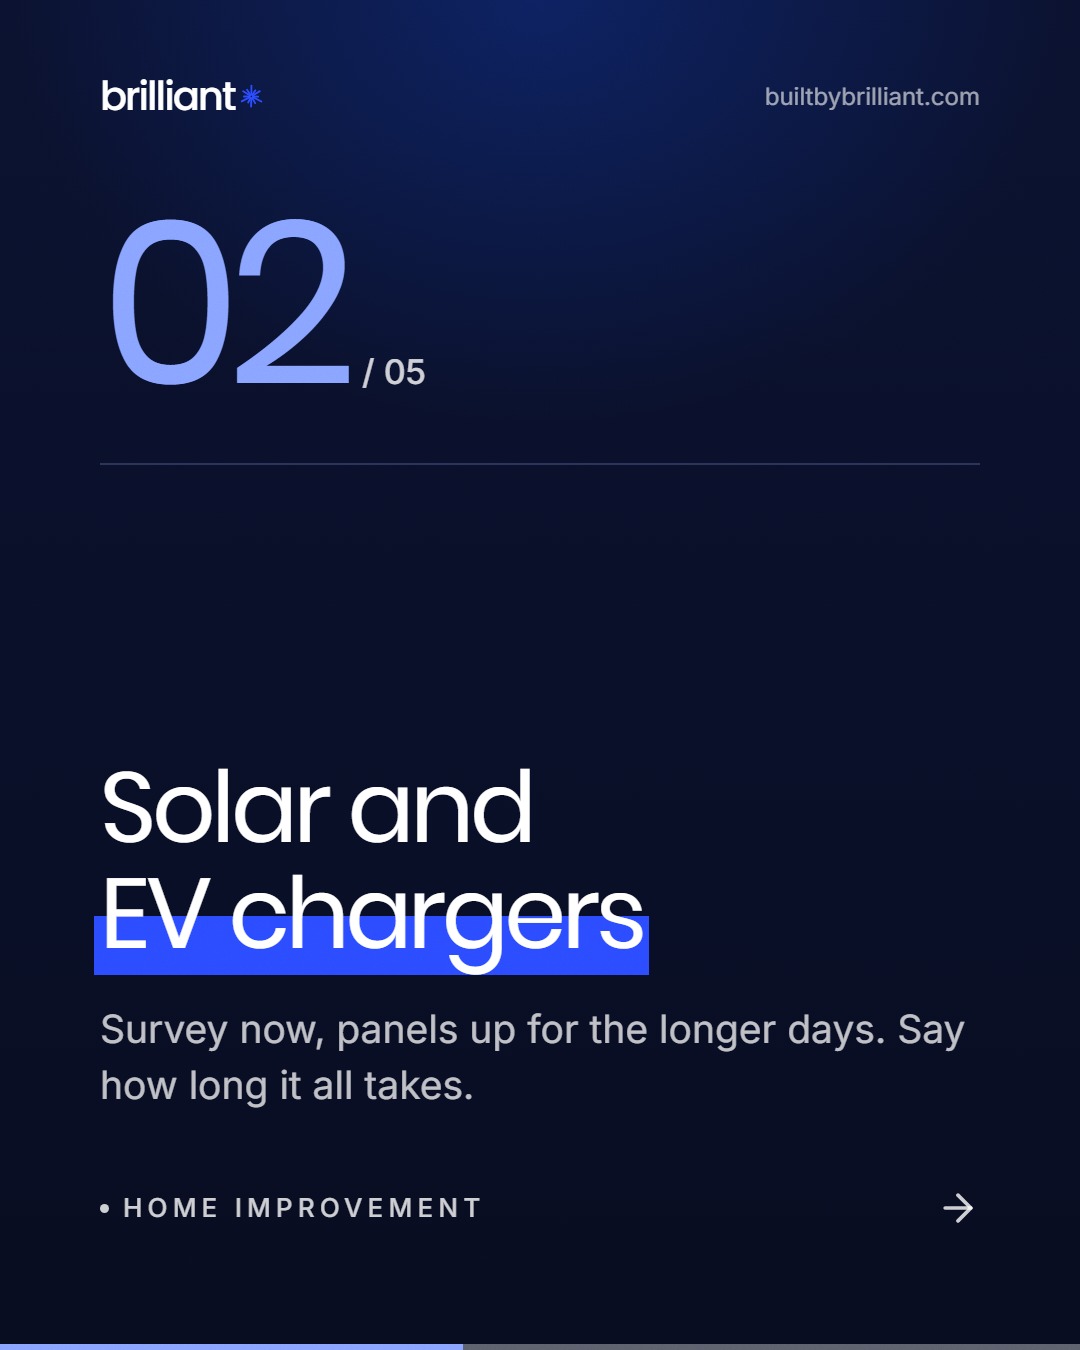 brilliant
builtbybrilliant.com
02 / 05
Solar and
EV chargers
Survey now, panels up for the longer days. Say
how long it all takes.
• HOME IMPROVEMENT